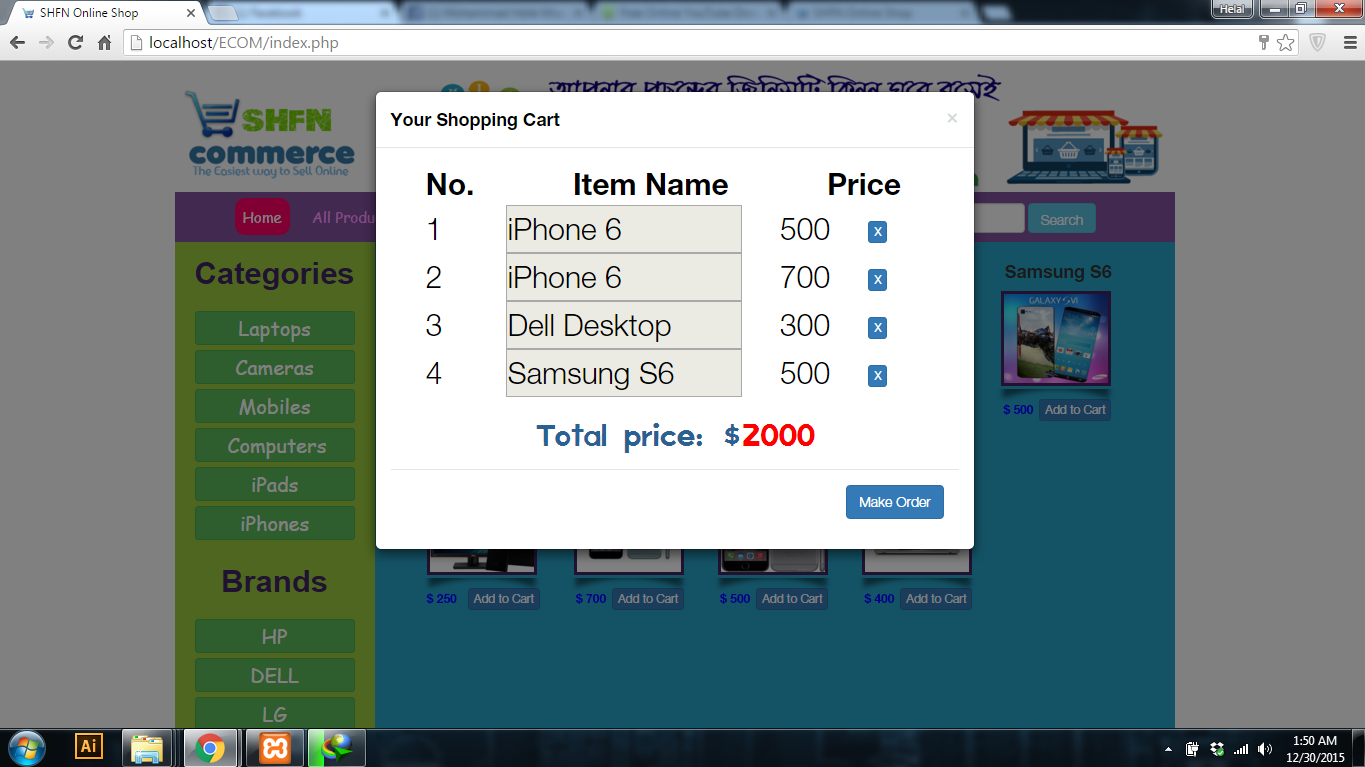 SHFN Online Shop
Helal
localhost/ECOM/index.php
আপনার পছন্দের জিনিসটি কিনুন ঘরে বসেই
SHFN
commerce
The Easiest way to Sell Online
Your Shopping Cart ×
No. Item Name Price
1 iPhone 6 500 X
2 iPhone 6 700 X
3 Dell Desktop 300 X
4 Samsung S6 500 X
Total price: $2000
Make Order
Home All Produ Search
Categories
Laptops
Cameras
Mobiles
Computers
iPads
iPhones
Brands
HP
DELL
LG
Samsung S6
GALAXY S VI
$ 500 Add to Cart
$ 250 Add to Cart $ 700 Add to Cart $ 500 Add to Cart $ 400 Add to Cart
Ai
1:50 AM
12/30/2015